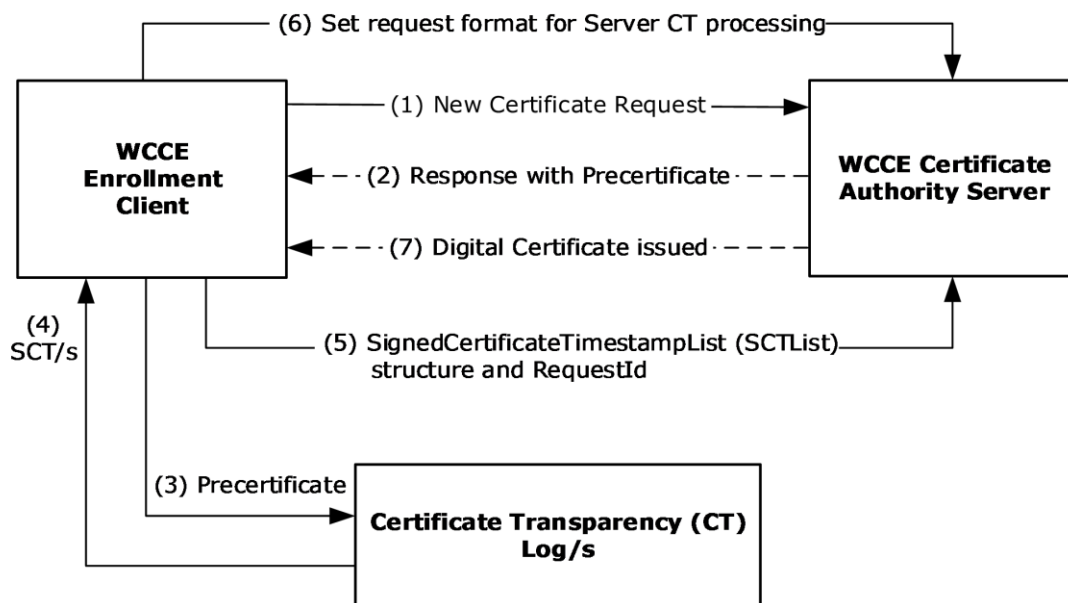 (6) Set request format for Server CT processing
(1) New Certificate Request
WCCE
Enrollment
Client
WCCE Certificate
Authority Server
(2) Response with Precertificate
(7) Digital Certificate issued
(4)
SCT/s
(5) SignedCertificateTimestampList (SCTList)
structure and RequestId
(3) Precertificate
Certificate Transparency (CT)
Log/s